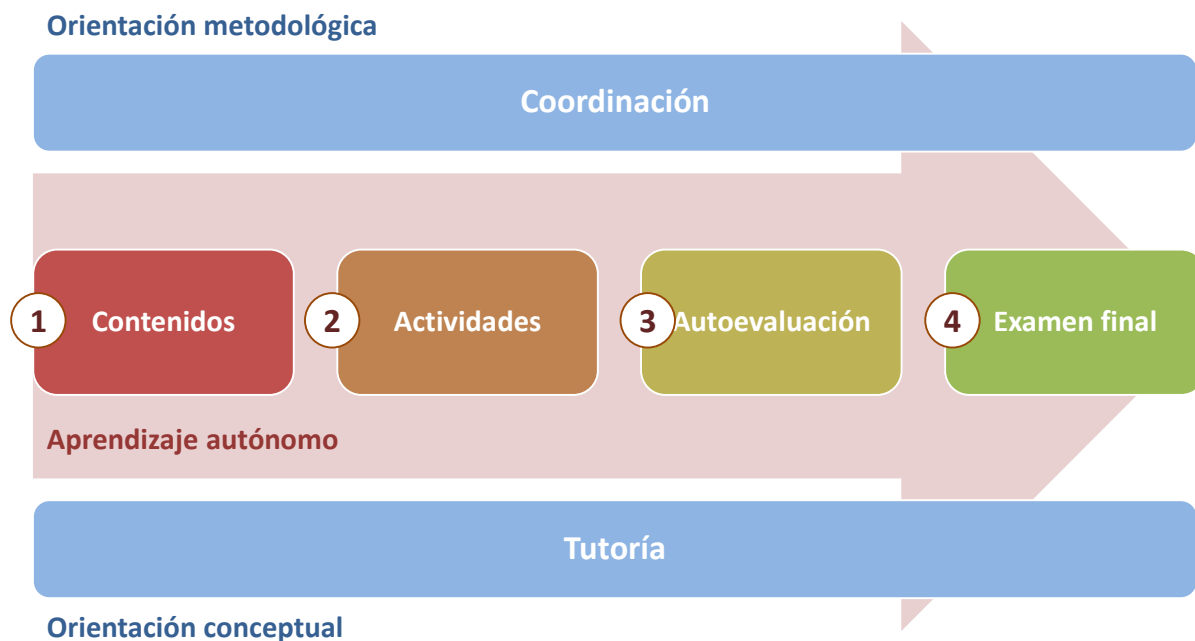 Orientación metodológica
Coordinación
1 Contenidos
2 Actividades
3 Autoevaluación
4 Examen final
Aprendizaje autónomo
Tutoría
Orientación conceptual